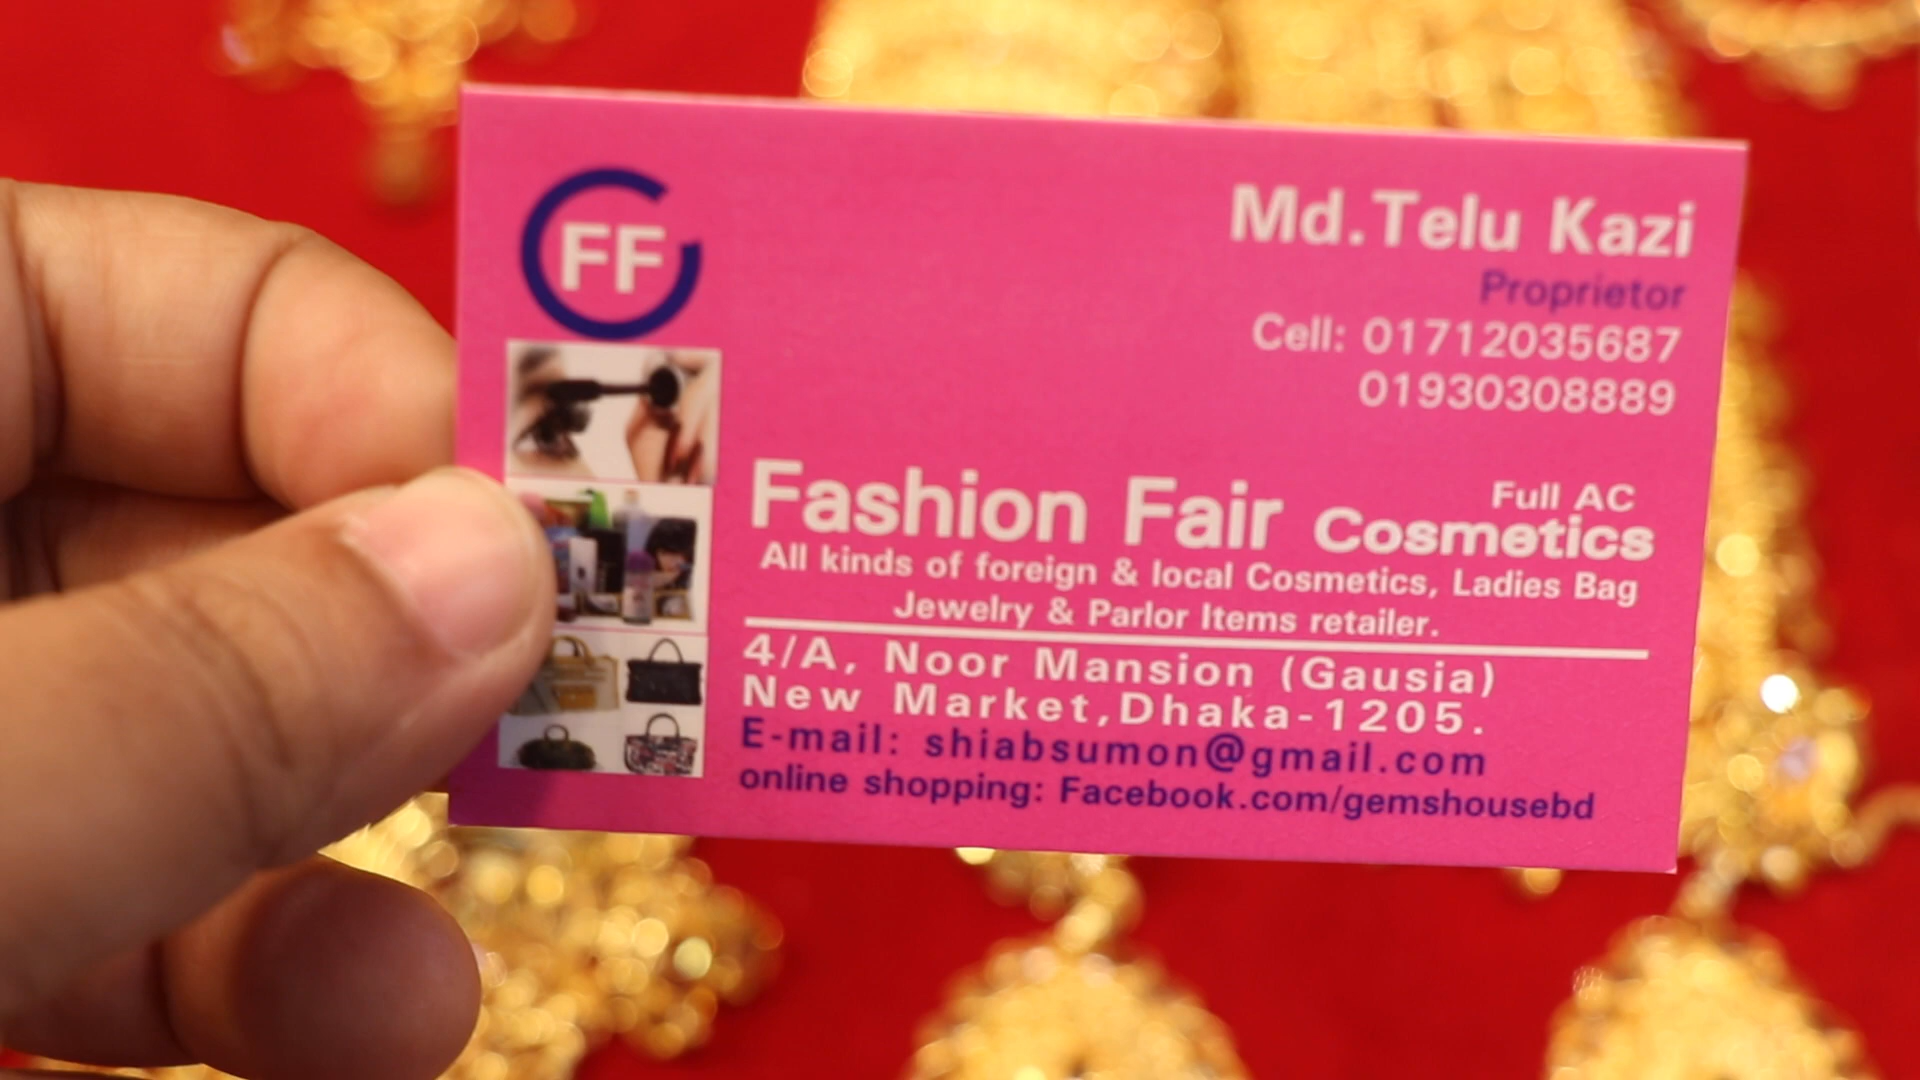 FF
Md.Telu Kazi
Proprietor
Cell: 01712035687
01930308889
Fashion Fair Full AC Cosmetics
All kinds of foreign & local Cosmetics, Ladies Bag
Jewelry & Parlor Items retailer.
4/A, Noor Mansion (Gausia)
New Market,Dhaka-1205.
E-mail: shiabsumon@gmail.com
online shopping: Facebook.com/gemshousebd